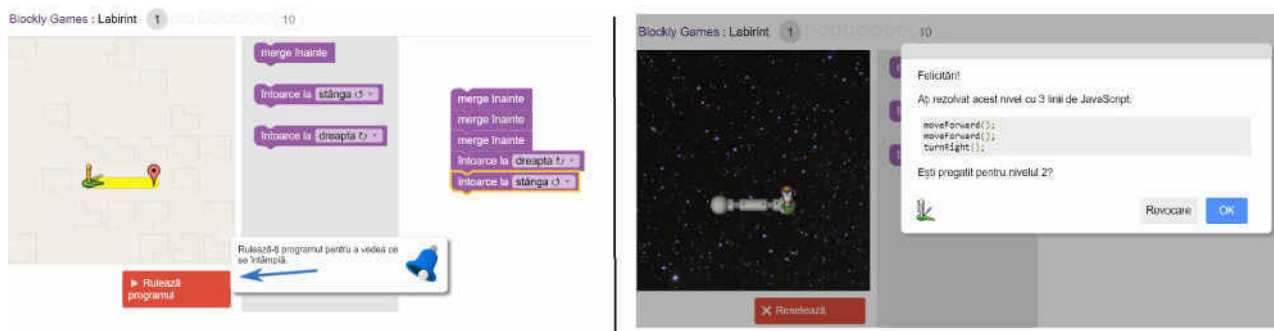 Blockly Games : Labirint 1 10
merge înainte
întoarce la stânga ↺
întoarce la dreapta ↻
merge înainte
merge înainte
merge înainte
întoarce la dreapta ↻
întoarce la stânga ↺
Rulează-ți programul pentru a vedea ce
se întâmplă.
Rulează
programul
Blockly Games : Labirint 1 10
Felicitări!
Ați rezolvat acest nivel cu 3 linii de JavaScript:
moveForward();
moveForward();
turnRight();
Ești pregatit pentru nivelul 2?
Revocare OK
Resetează